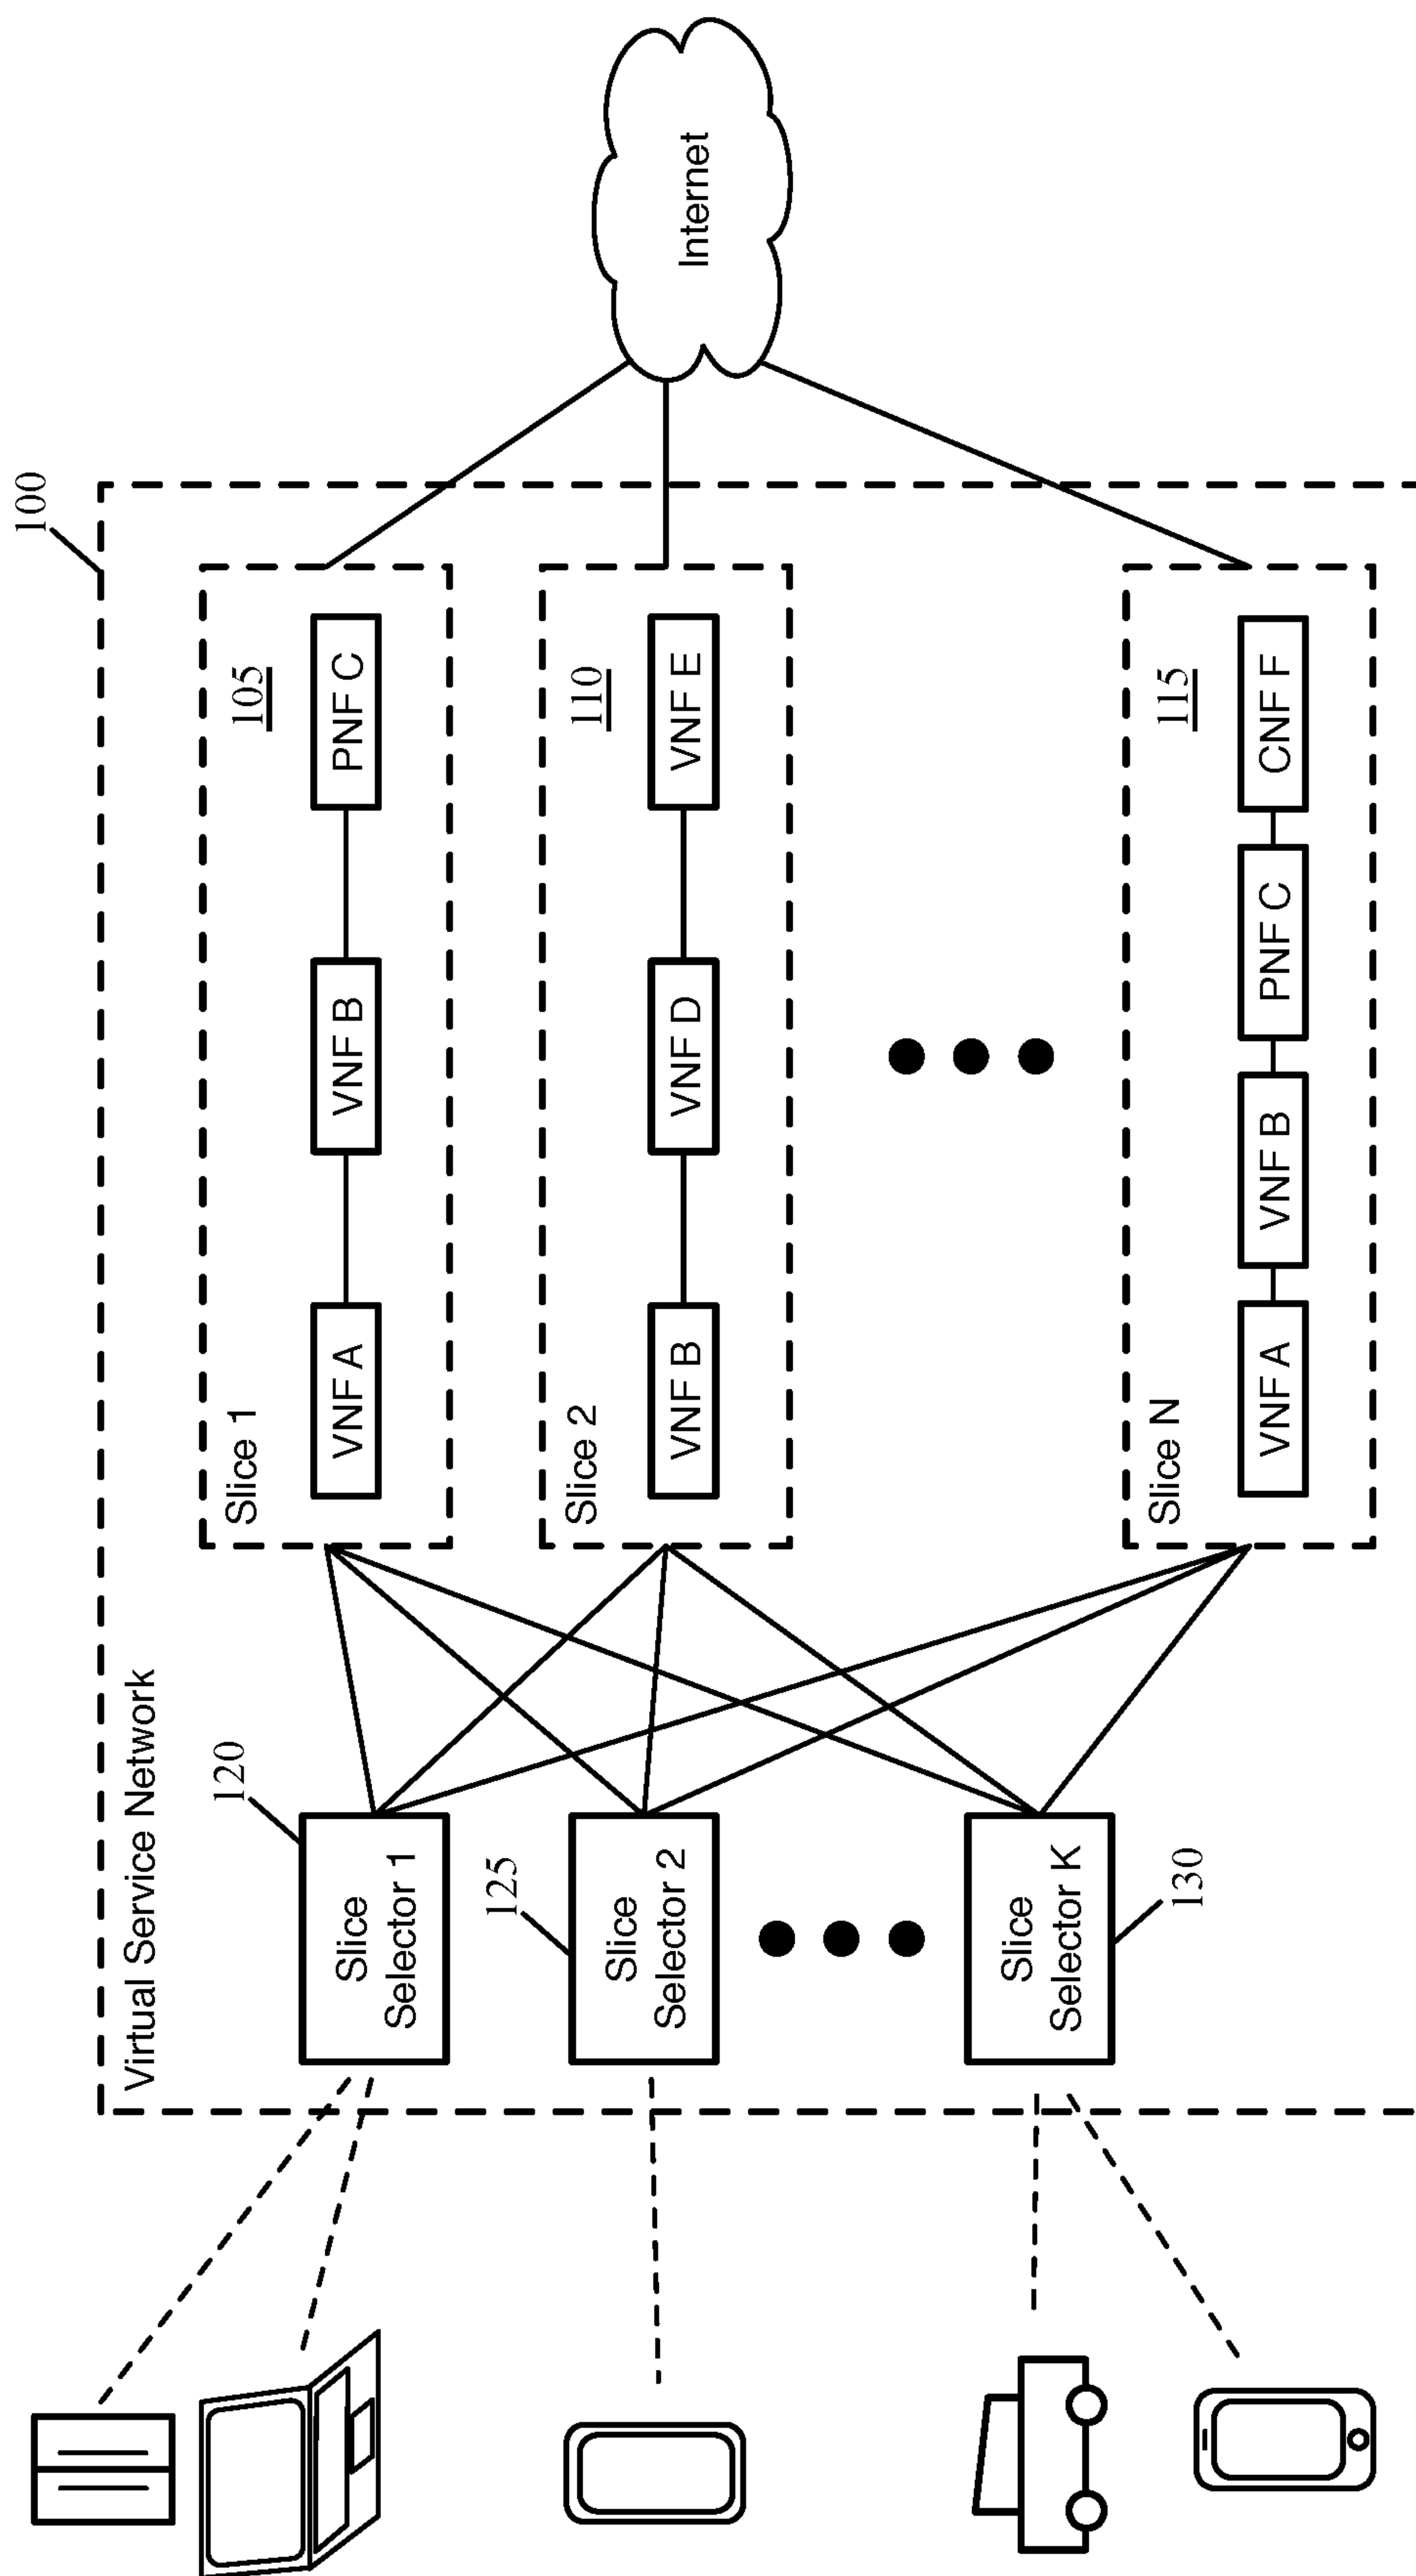 100
Virtual Service Network
120
Slice
Selector 1
125
Slice
Selector 2
Slice
Selector K
130
Slice 1
105
VNF A
VNF B
PNF C
Slice 2
110
VNF B
VNF D
VNF E
Slice N
115
VNF A
VNF B
PNF C
CNF F
Internet